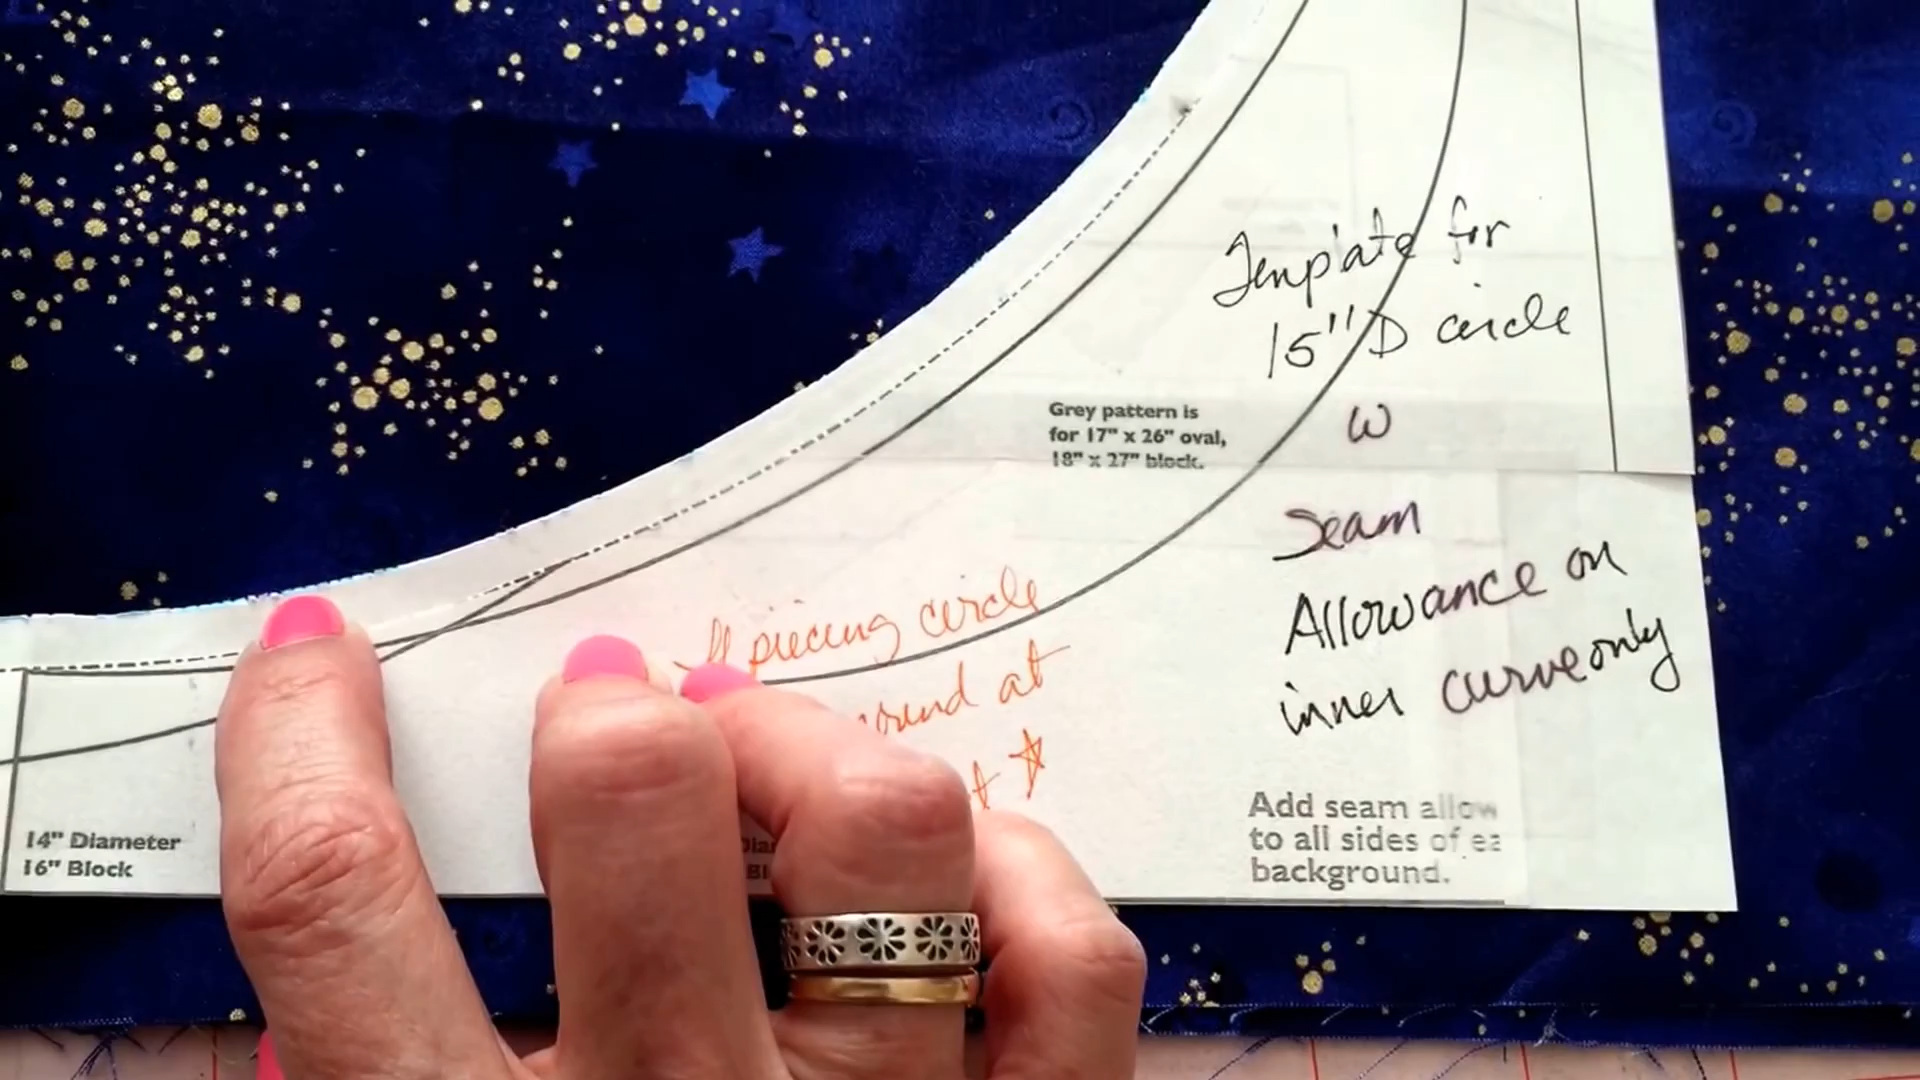 Template for
15" D circle
W
Seam
Allowance on
inner curve only
Grey pattern is
for 17" x 26" oval,
18" x 27" block.
piecing circle
at
14" Diameter
16" Block
Add seam allow
to all sides of ea
background.